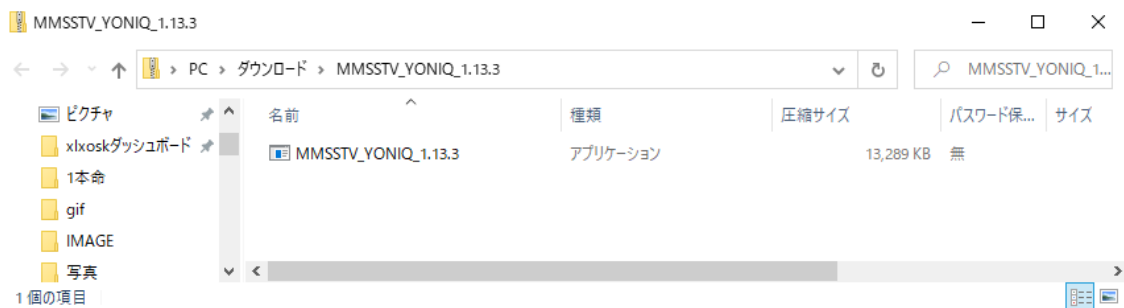 MMSSTV_YONIQ_1.13.3
PC › ダウンロード › MMSSTV_YONIQ_1.13.3
MMSSTV_YONIQ_1...
ピクチャ
xlxoskダッシュボード
1本命
gif
IMAGE
写真
名前 種類 圧縮サイズ パスワード保... サイズ
MMSSTV_YONIQ_1.13.3 アプリケーション 13,289 KB 無
1 個の項目